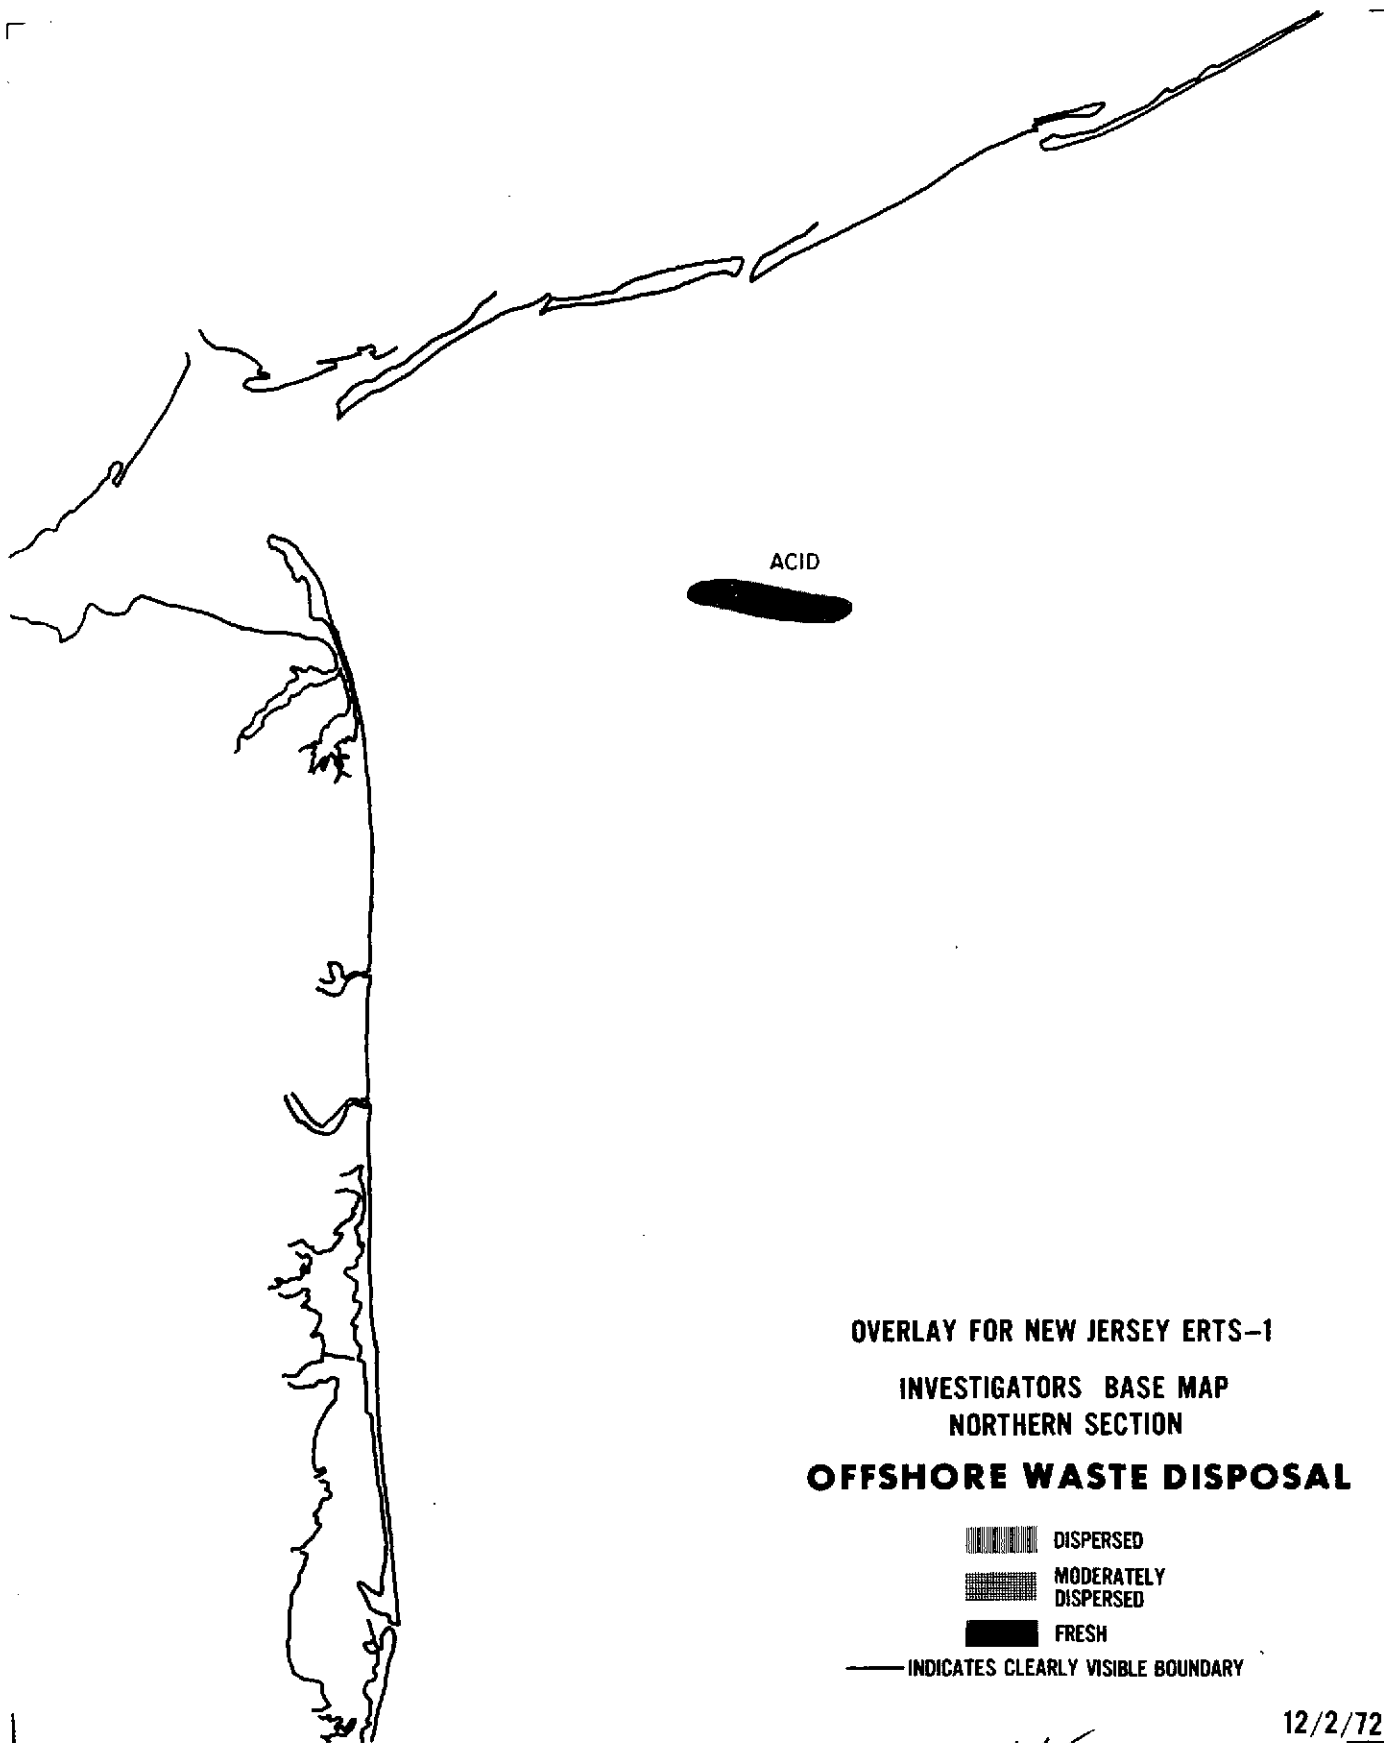 ACID
OVERLAY FOR NEW JERSEY ERTS-1
INVESTIGATORS BASE MAP
NORTHERN SECTION
OFFSHORE WASTE DISPOSAL
DISPERSED
MODERATELY
DISPERSED
FRESH
INDICATES CLEARLY VISIBLE BOUNDARY
12/2/72